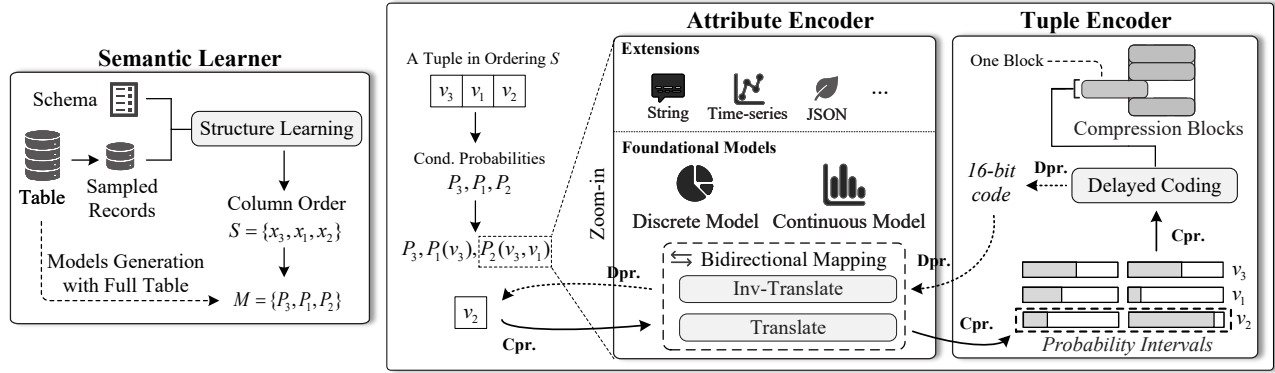 Semantic Learner
Schema
Structure Learning
Table
Sampled
Records
Column Order
S = {x₃, x₁, x₂}
Models Generation
with Full Table
M = {P₃, P₁, P₂}
A Tuple in Ordering S
v₃ v₁ v₂
Cond. Probabilities
P₃, P₁, P₂
P₃, P₁(v₃), P₂(v₃, v₁)
v₂
Zoom-in
Dpr.
Cpr.
Attribute Encoder
Extensions
String
Time-series
JSON
...
Foundational Models
Discrete Model
Continuous Model
Bidirectional Mapping
Inv-Translate
Translate
Dpr.
Cpr.
Tuple Encoder
One Block
Compression Blocks
16-bit
code
Dpr.
Delayed Coding
Cpr.
v₃
v₁
v₂
Probability Intervals